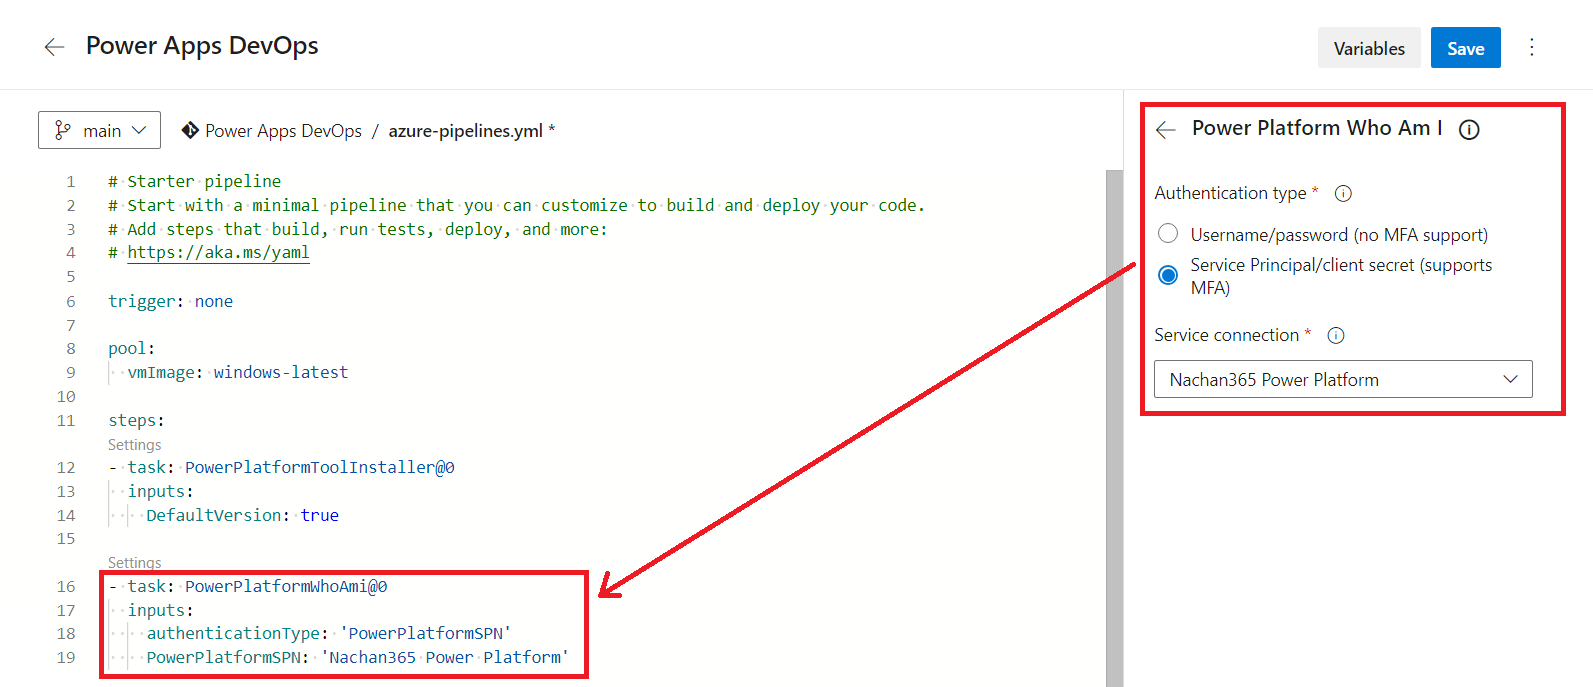 Power Apps DevOps
Variables
Save
main
Power Apps DevOps / azure-pipelines.yml *
1 # Starter pipeline
2 # Start with a minimal pipeline that you can customize to build and deploy your code.
3 # Add steps that build, run tests, deploy, and more:
4 # https://aka.ms/yaml
5
6 trigger: none
7
8 pool:
9   vmImage: windows-latest
10
11 steps:
Settings
12 - task: PowerPlatformToolInstaller@0
13   inputs:
14     DefaultVersion: true
15
Settings
16 - task: PowerPlatformWhoAmi@0
17   inputs:
18     authenticationType: 'PowerPlatformSPN'
19     PowerPlatformSPN: 'Nachan365 Power Platform'
Power Platform Who Am I
Authentication type *
Username/password (no MFA support)
Service Principal/client secret (supports
MFA)
Service connection *
Nachan365 Power Platform